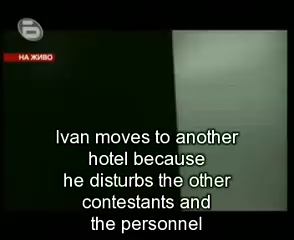 НА ЖИВО
Ivan moves to another
hotel because
he disturbs the other
contestants and
the personnel